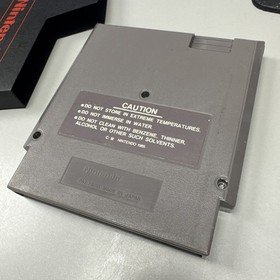 Nintendo
CAUTION
●DO NOT STORE IN EXTREME TEMPERATURES.
●DO NOT IMMERSE IN WATER.
●DO NOT CLEAN WITH BENZENE, THINNER,
ALCOHOL OR OTHER SUCH SOLVENTS.